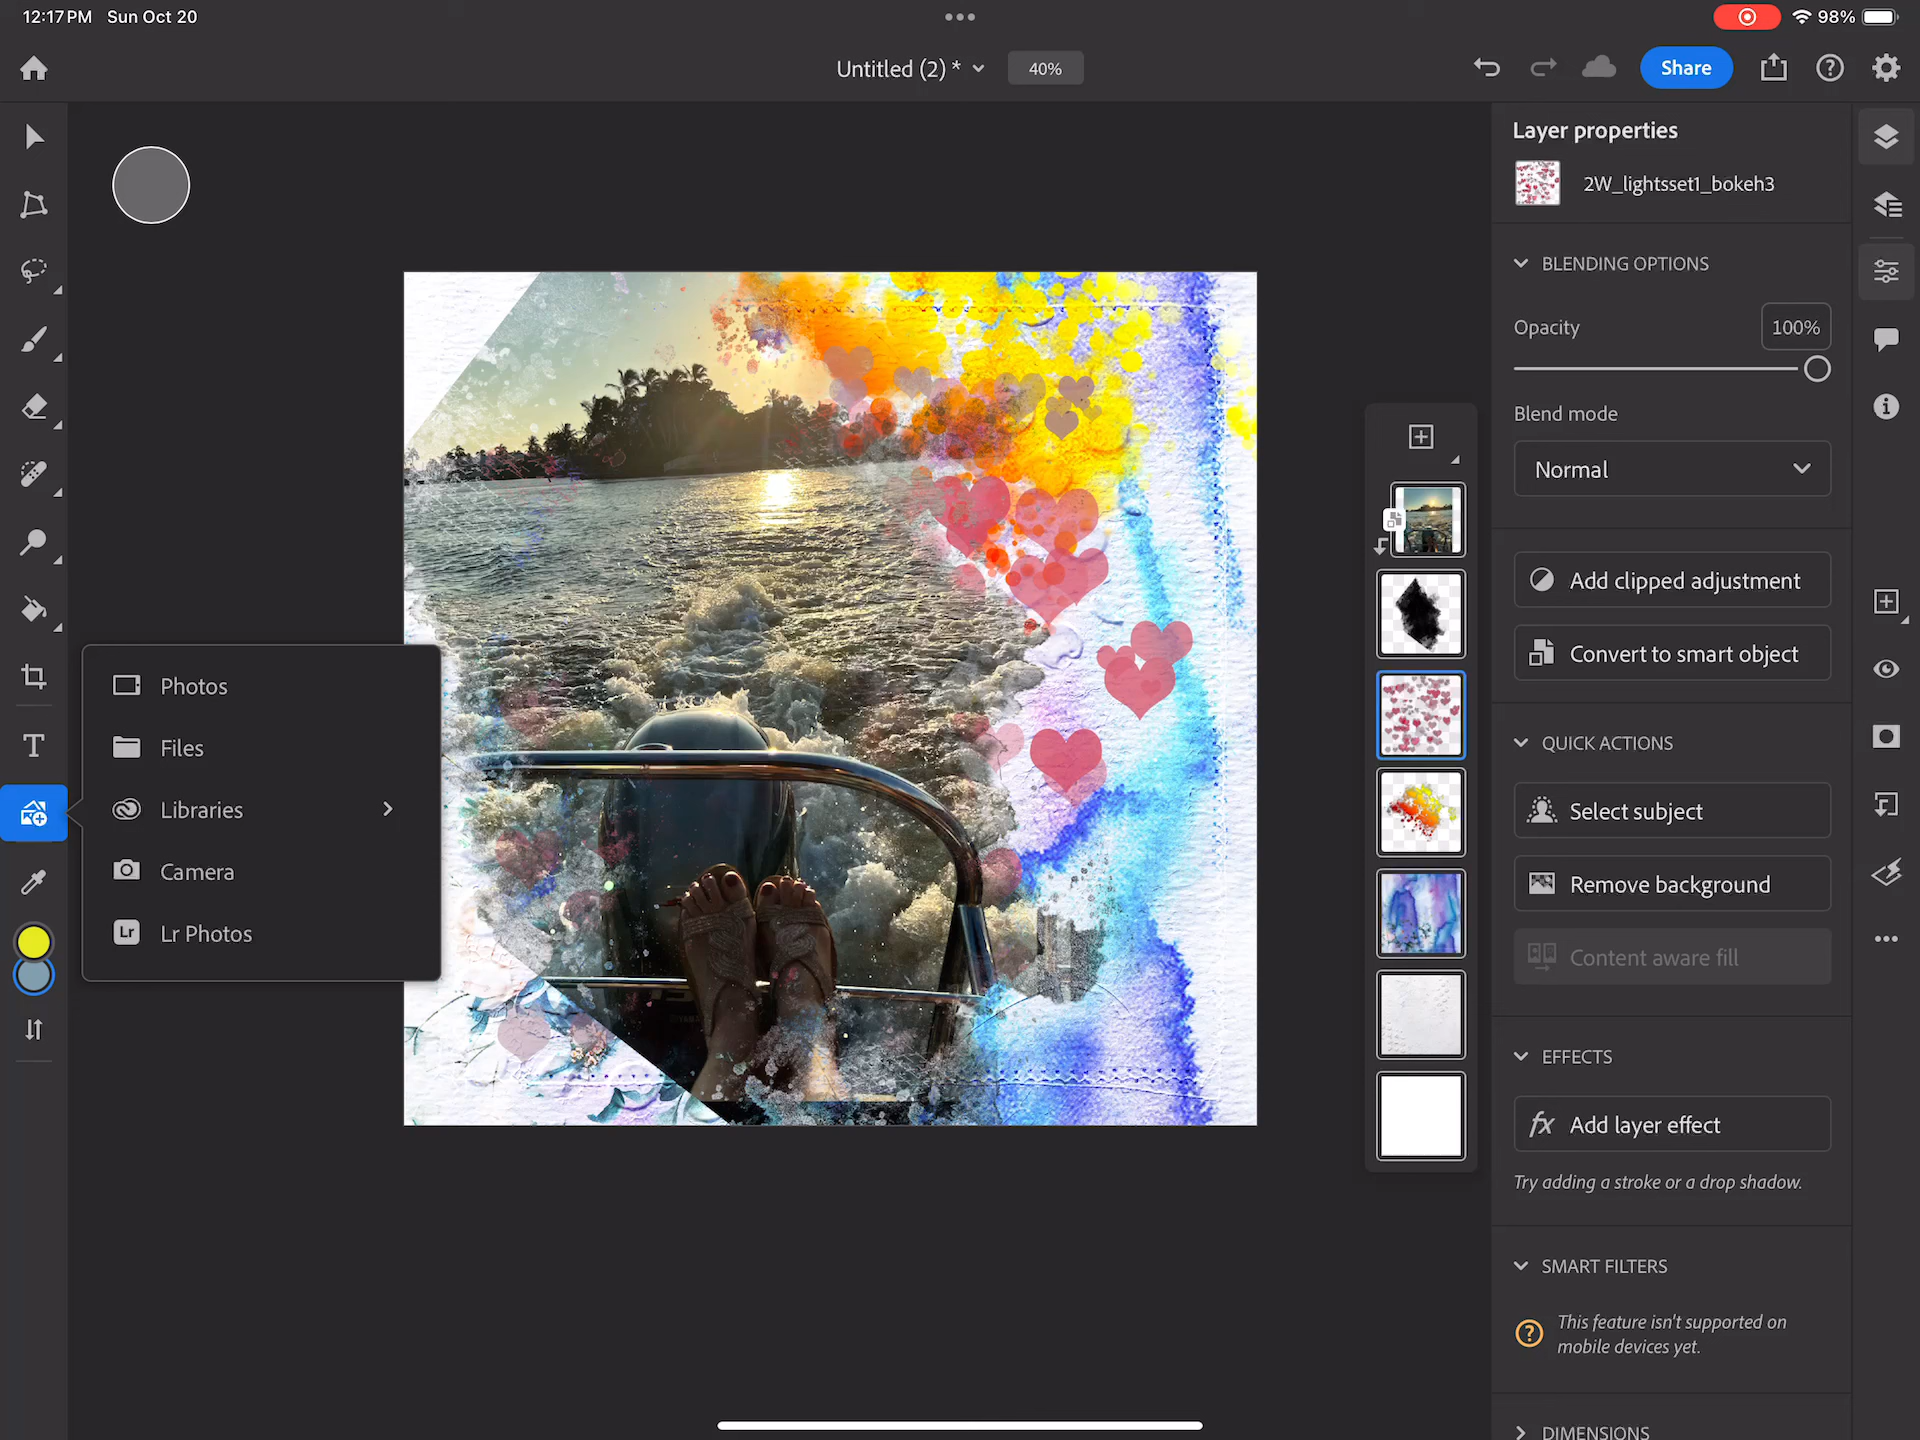 12:17 PM Sun Oct 20
98%
Untitled (2) *
40%
Share
Layer properties
2W_lightsset1_bokeh3
BLENDING OPTIONS
Opacity
100%
Blend mode
Normal
Add clipped adjustment
Convert to smart object
QUICK ACTIONS
Select subject
Remove background
Content aware fill
EFFECTS
fx Add layer effect
Try adding a stroke or a drop shadow.
SMART FILTERS
This feature isn't supported on
mobile devices yet.
DIMENSIONS
T
Photos
Files
Libraries
Camera
Lr Lr Photos